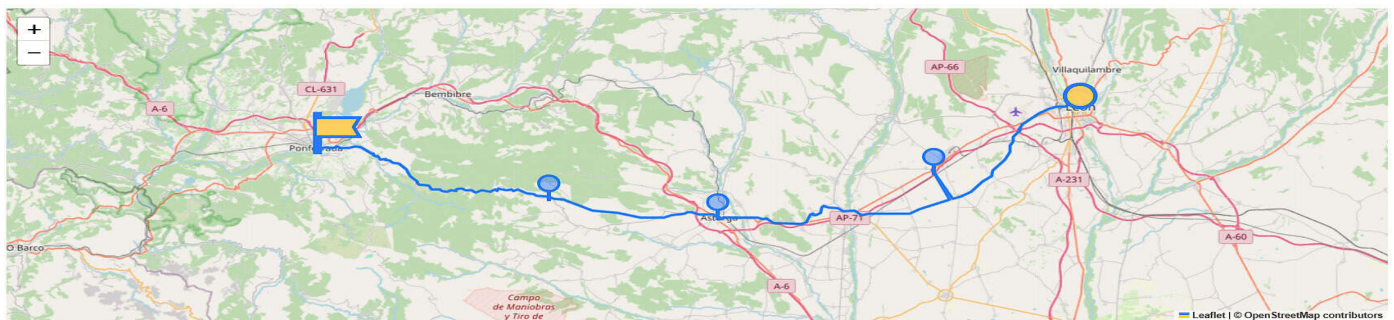 +
−
Villaquilambre
AP-66
CL-631
Bembibre
A-6
León
Ponferrada
A-231
Astorga
AP-71
A-60
O Barco
A-6
Campo
de Maniobras
y Tiro de
Leaflet | © OpenStreetMap contributors